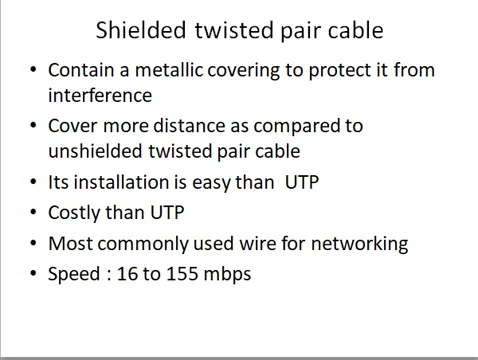 Shielded twisted pair cable
• Contain a metallic covering to protect it from
interference
• Cover more distance as compared to
unshielded twisted pair cable
• Its installation is easy than  UTP
• Costly than UTP
• Most commonly used wire for networking
• Speed : 16 to 155 mbps